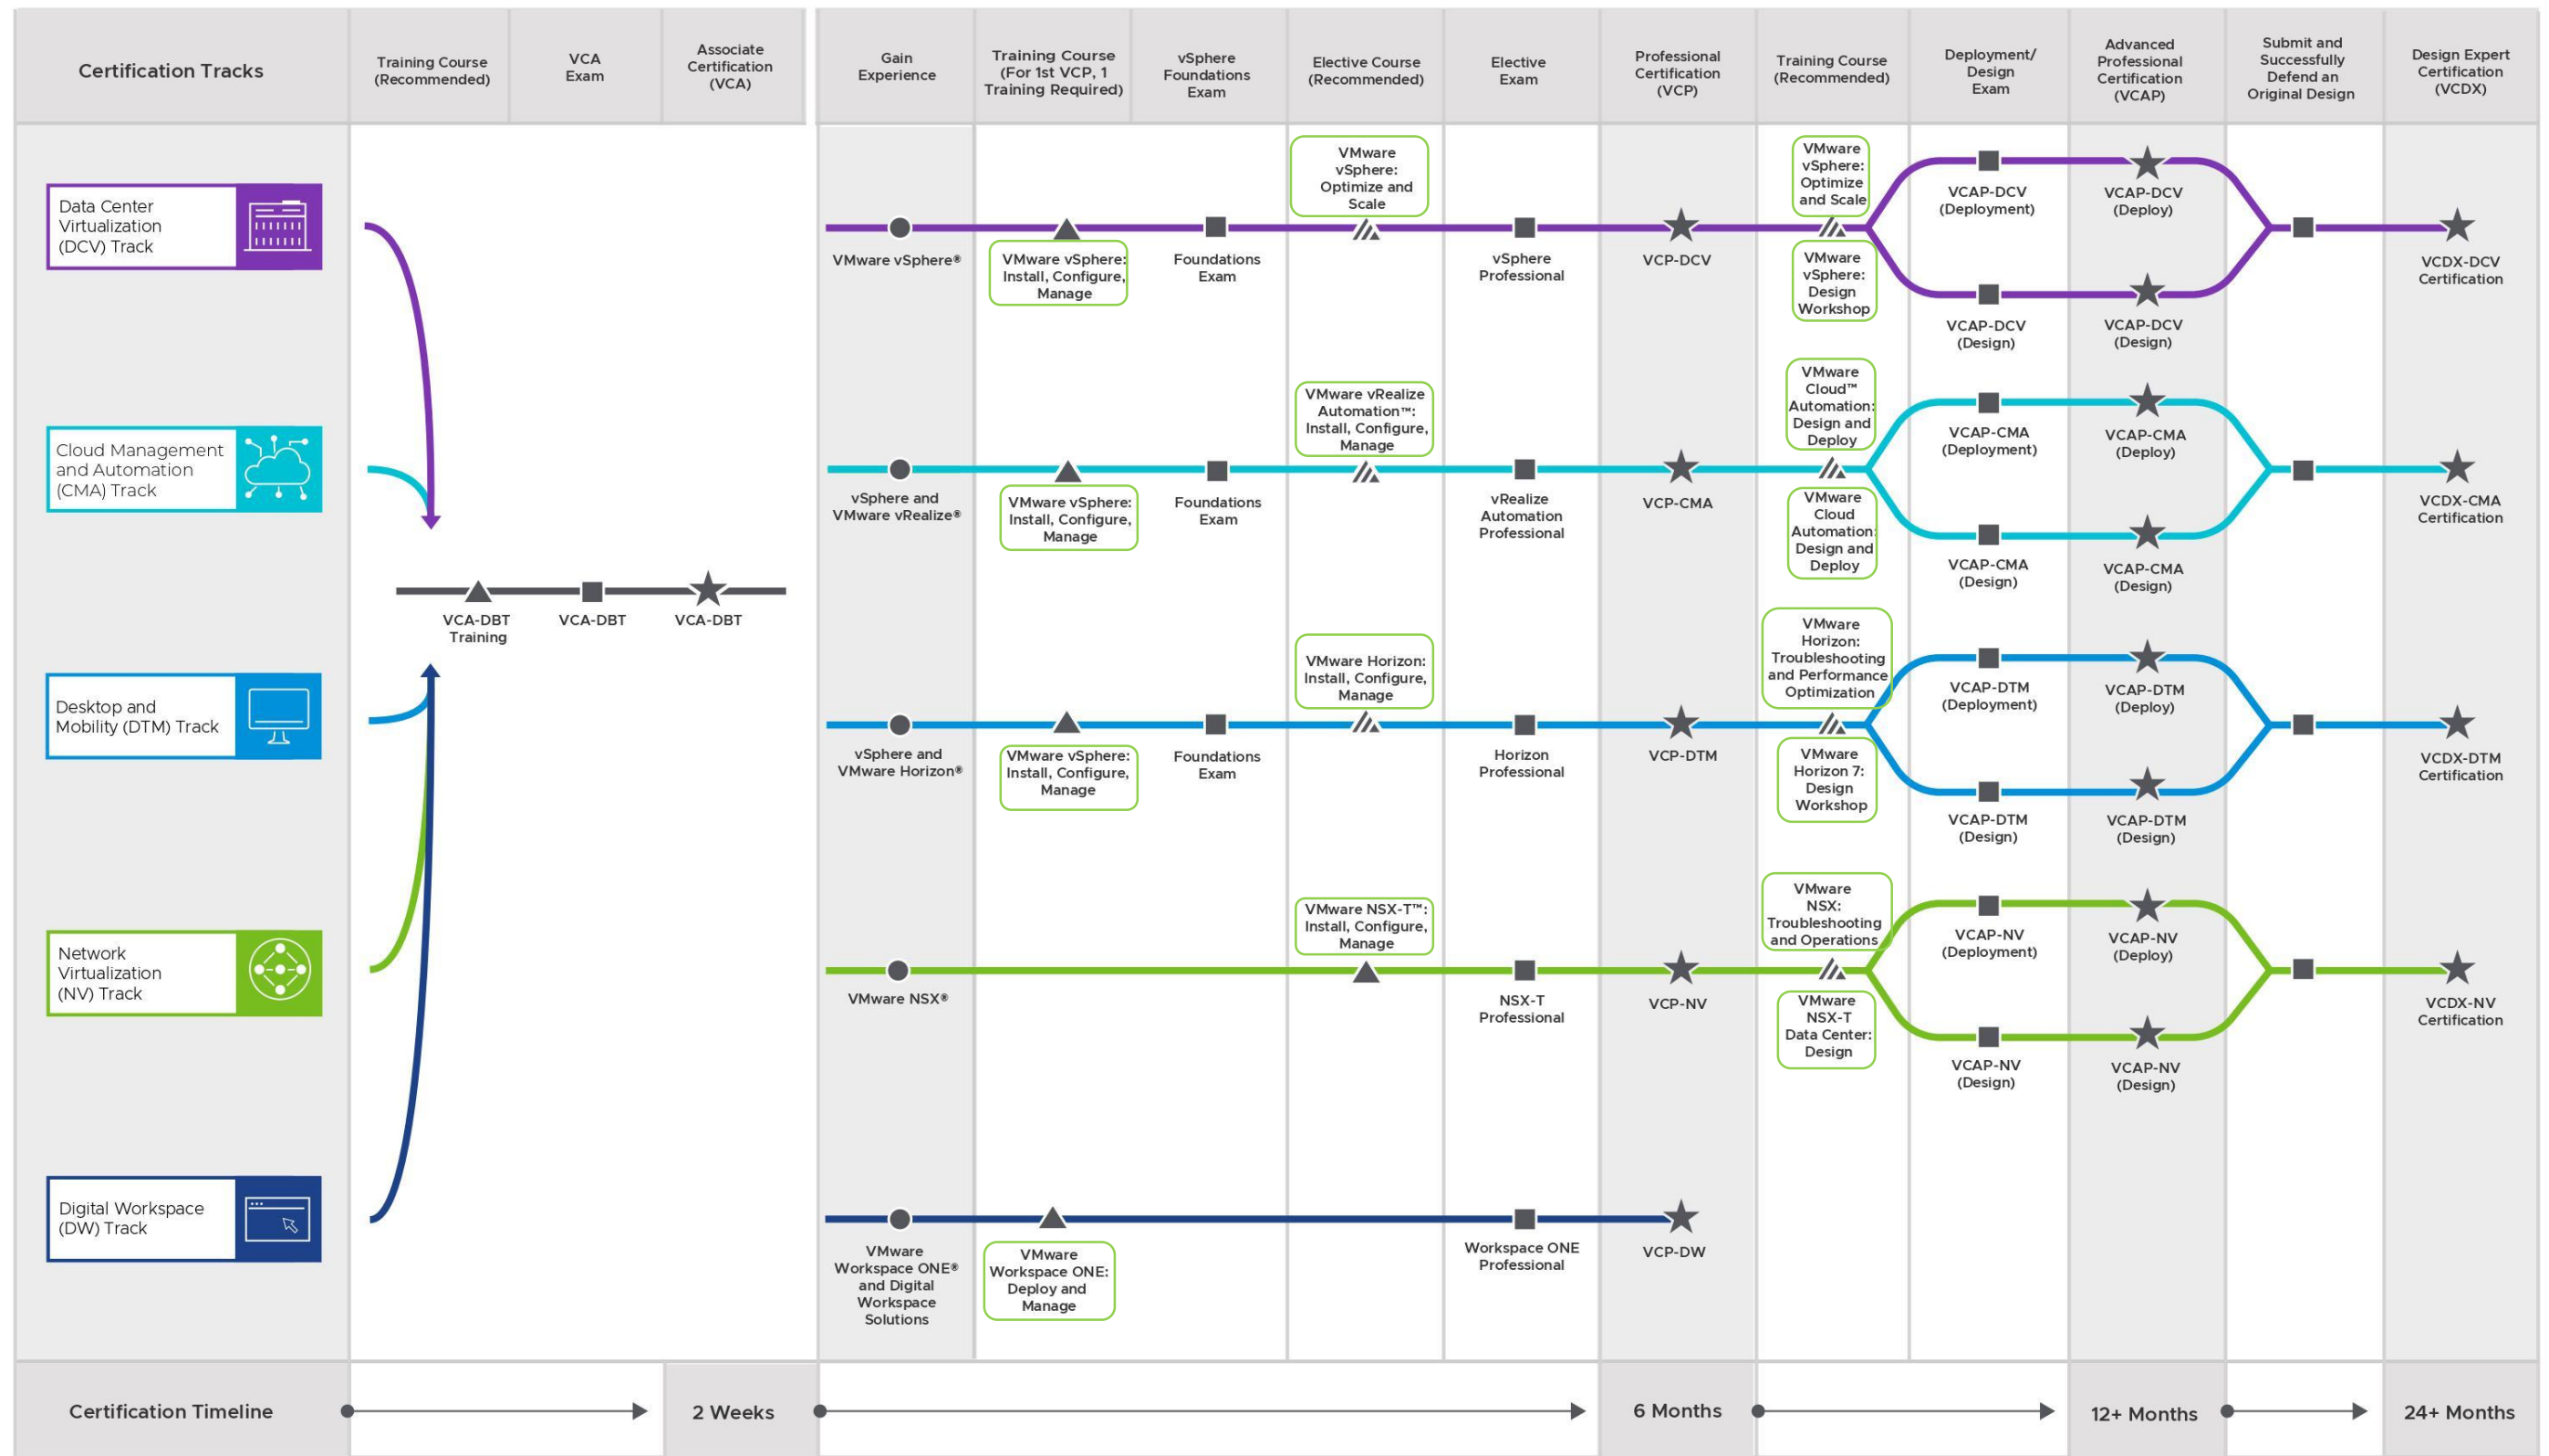 Certification Tracks
Training Course
(Recommended)
VCA
Exam
Associate
Certification
(VCA)
Gain
Experience
Training Course
(For 1st VCP, 1
Training Required)
vSphere
Foundations
Exam
Elective Course
(Recommended)
Elective
Exam
Professional
Certification
(VCP)
Training Course
(Recommended)
Deployment/
Design
Exam
Advanced
Professional
Certification
(VCAP)
Submit and
Successfully
Defend an
Original Design
Design Expert
Certification
(VCDX)
Data Center
Virtualization
(DCV) Track
VMware vSphere®
VMware vSphere:
Install, Configure,
Manage
Foundations
Exam
VMware
vSphere:
Optimize and
Scale
vSphere
Professional
VCP-DCV
VMware
vSphere:
Optimize
and Scale
VMware
vSphere:
Design
Workshop
VCAP-DCV
(Deployment)
VCAP-DCV
(Deploy)
VCAP-DCV
(Design)
VCAP-DCV
(Design)
VCDX-DCV
Certification
Cloud Management
and Automation
(CMA) Track
vSphere and
VMware vRealize®
VMware vSphere:
Install, Configure,
Manage
Foundations
Exam
VMware vRealize
Automation™:
Install, Configure,
Manage
vRealize
Automation
Professional
VCP-CMA
VMware
Cloud™
Automation:
Design and
Deploy
VMware
Cloud
Automation:
Design and
Deploy
VCAP-CMA
(Deployment)
VCAP-CMA
(Deploy)
VCAP-CMA
(Design)
VCAP-CMA
(Design)
VCDX-CMA
Certification
VCA-DBT
Training
VCA-DBT
VCA-DBT
Desktop and
Mobility (DTM) Track
vSphere and
VMware Horizon®
VMware vSphere:
Install, Configure,
Manage
Foundations
Exam
VMware Horizon:
Install, Configure,
Manage
Horizon
Professional
VCP-DTM
VMware
Horizon:
Troubleshooting
and Performance
Optimization
VMware
Horizon 7:
Design
Workshop
VCAP-DTM
(Deployment)
VCAP-DTM
(Deploy)
VCAP-DTM
(Design)
VCAP-DTM
(Design)
VCDX-DTM
Certification
Network
Virtualization
(NV) Track
VMware NSX®
VMware NSX-T™:
Install, Configure,
Manage
NSX-T
Professional
VCP-NV
VMware
NSX:
Troubleshooting
and Operations
VMware
NSX-T
Data Center:
Design
VCAP-NV
(Deployment)
VCAP-NV
(Deploy)
VCAP-NV
(Design)
VCAP-NV
(Design)
VCDX-NV
Certification
Digital Workspace
(DW) Track
VMware
Workspace ONE®
and Digital
Workspace
Solutions
VMware
Workspace ONE:
Deploy and
Manage
Workspace ONE
Professional
VCP-DW
Certification Timeline
2 Weeks
6 Months
12+ Months
24+ Months